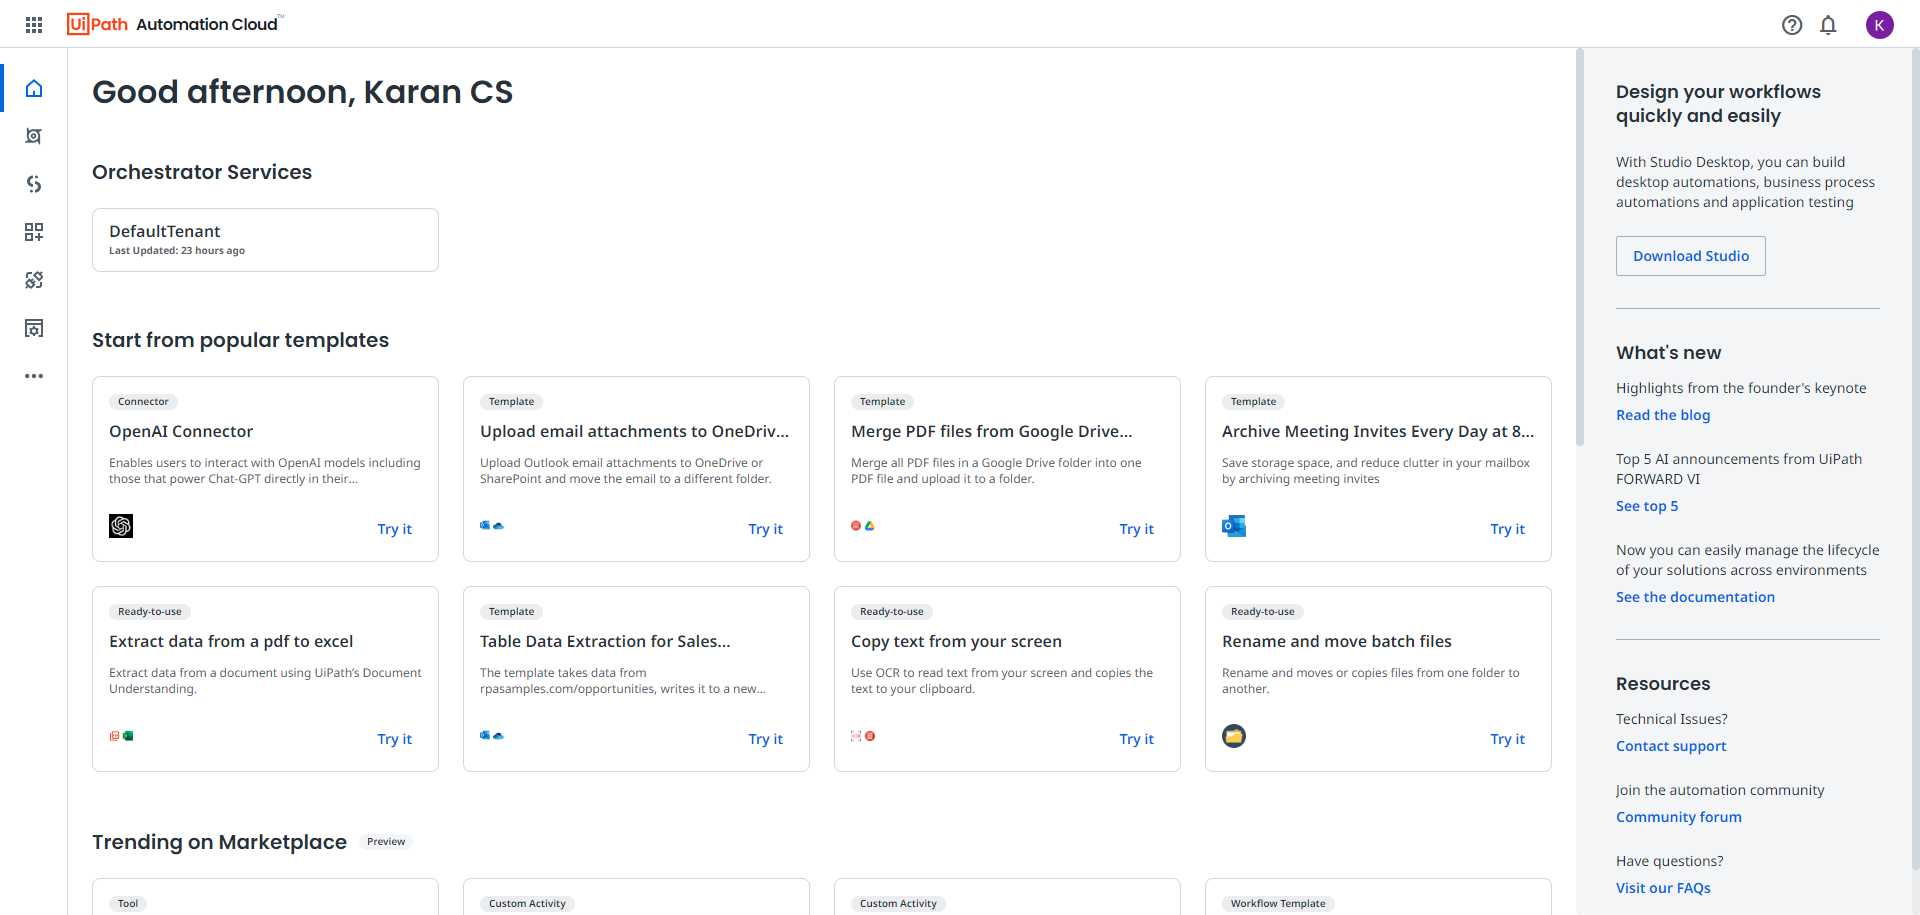 UiPath Automation Cloud™
K
Good afternoon, Karan CS
Orchestrator Services
DefaultTenant
Last Updated: 23 hours ago
Start from popular templates
Connector
OpenAI Connector
Enables users to interact with OpenAI models including
those that power Chat-GPT directly in their...
Try it
Template
Upload email attachments to OneDriv...
Upload Outlook email attachments to OneDrive or
SharePoint and move the email to a different folder.
Try it
Template
Merge PDF files from Google Drive...
Merge all PDF files in a Google Drive folder into one
PDF file and upload it to a folder.
Try it
Template
Archive Meeting Invites Every Day at 8...
Save storage space, and reduce clutter in your mailbox
by archiving meeting invites
Try it
Ready-to-use
Extract data from a pdf to excel
Extract data from a document using UiPath’s Document
Understanding.
Try it
Template
Table Data Extraction for Sales...
The template takes data from
rpasamples.com/opportunities, writes it to a new...
Try it
Ready-to-use
Copy text from your screen
Use OCR to read text from your screen and copies the
text to your clipboard.
Try it
Ready-to-use
Rename and move batch files
Rename and moves or copies files from one folder to
another.
Try it
Trending on Marketplace Preview
Tool
Custom Activity
Custom Activity
Workflow Template
Design your workflows
quickly and easily
With Studio Desktop, you can build
desktop automations, business process
automations and application testing
Download Studio
What's new
Highlights from the founder's keynote
Read the blog
Top 5 AI announcements from UiPath
FORWARD VI
See top 5
Now you can easily manage the lifecycle
of your solutions across environments
See the documentation
Resources
Technical Issues?
Contact support
Join the automation community
Community forum
Have questions?
Visit our FAQs